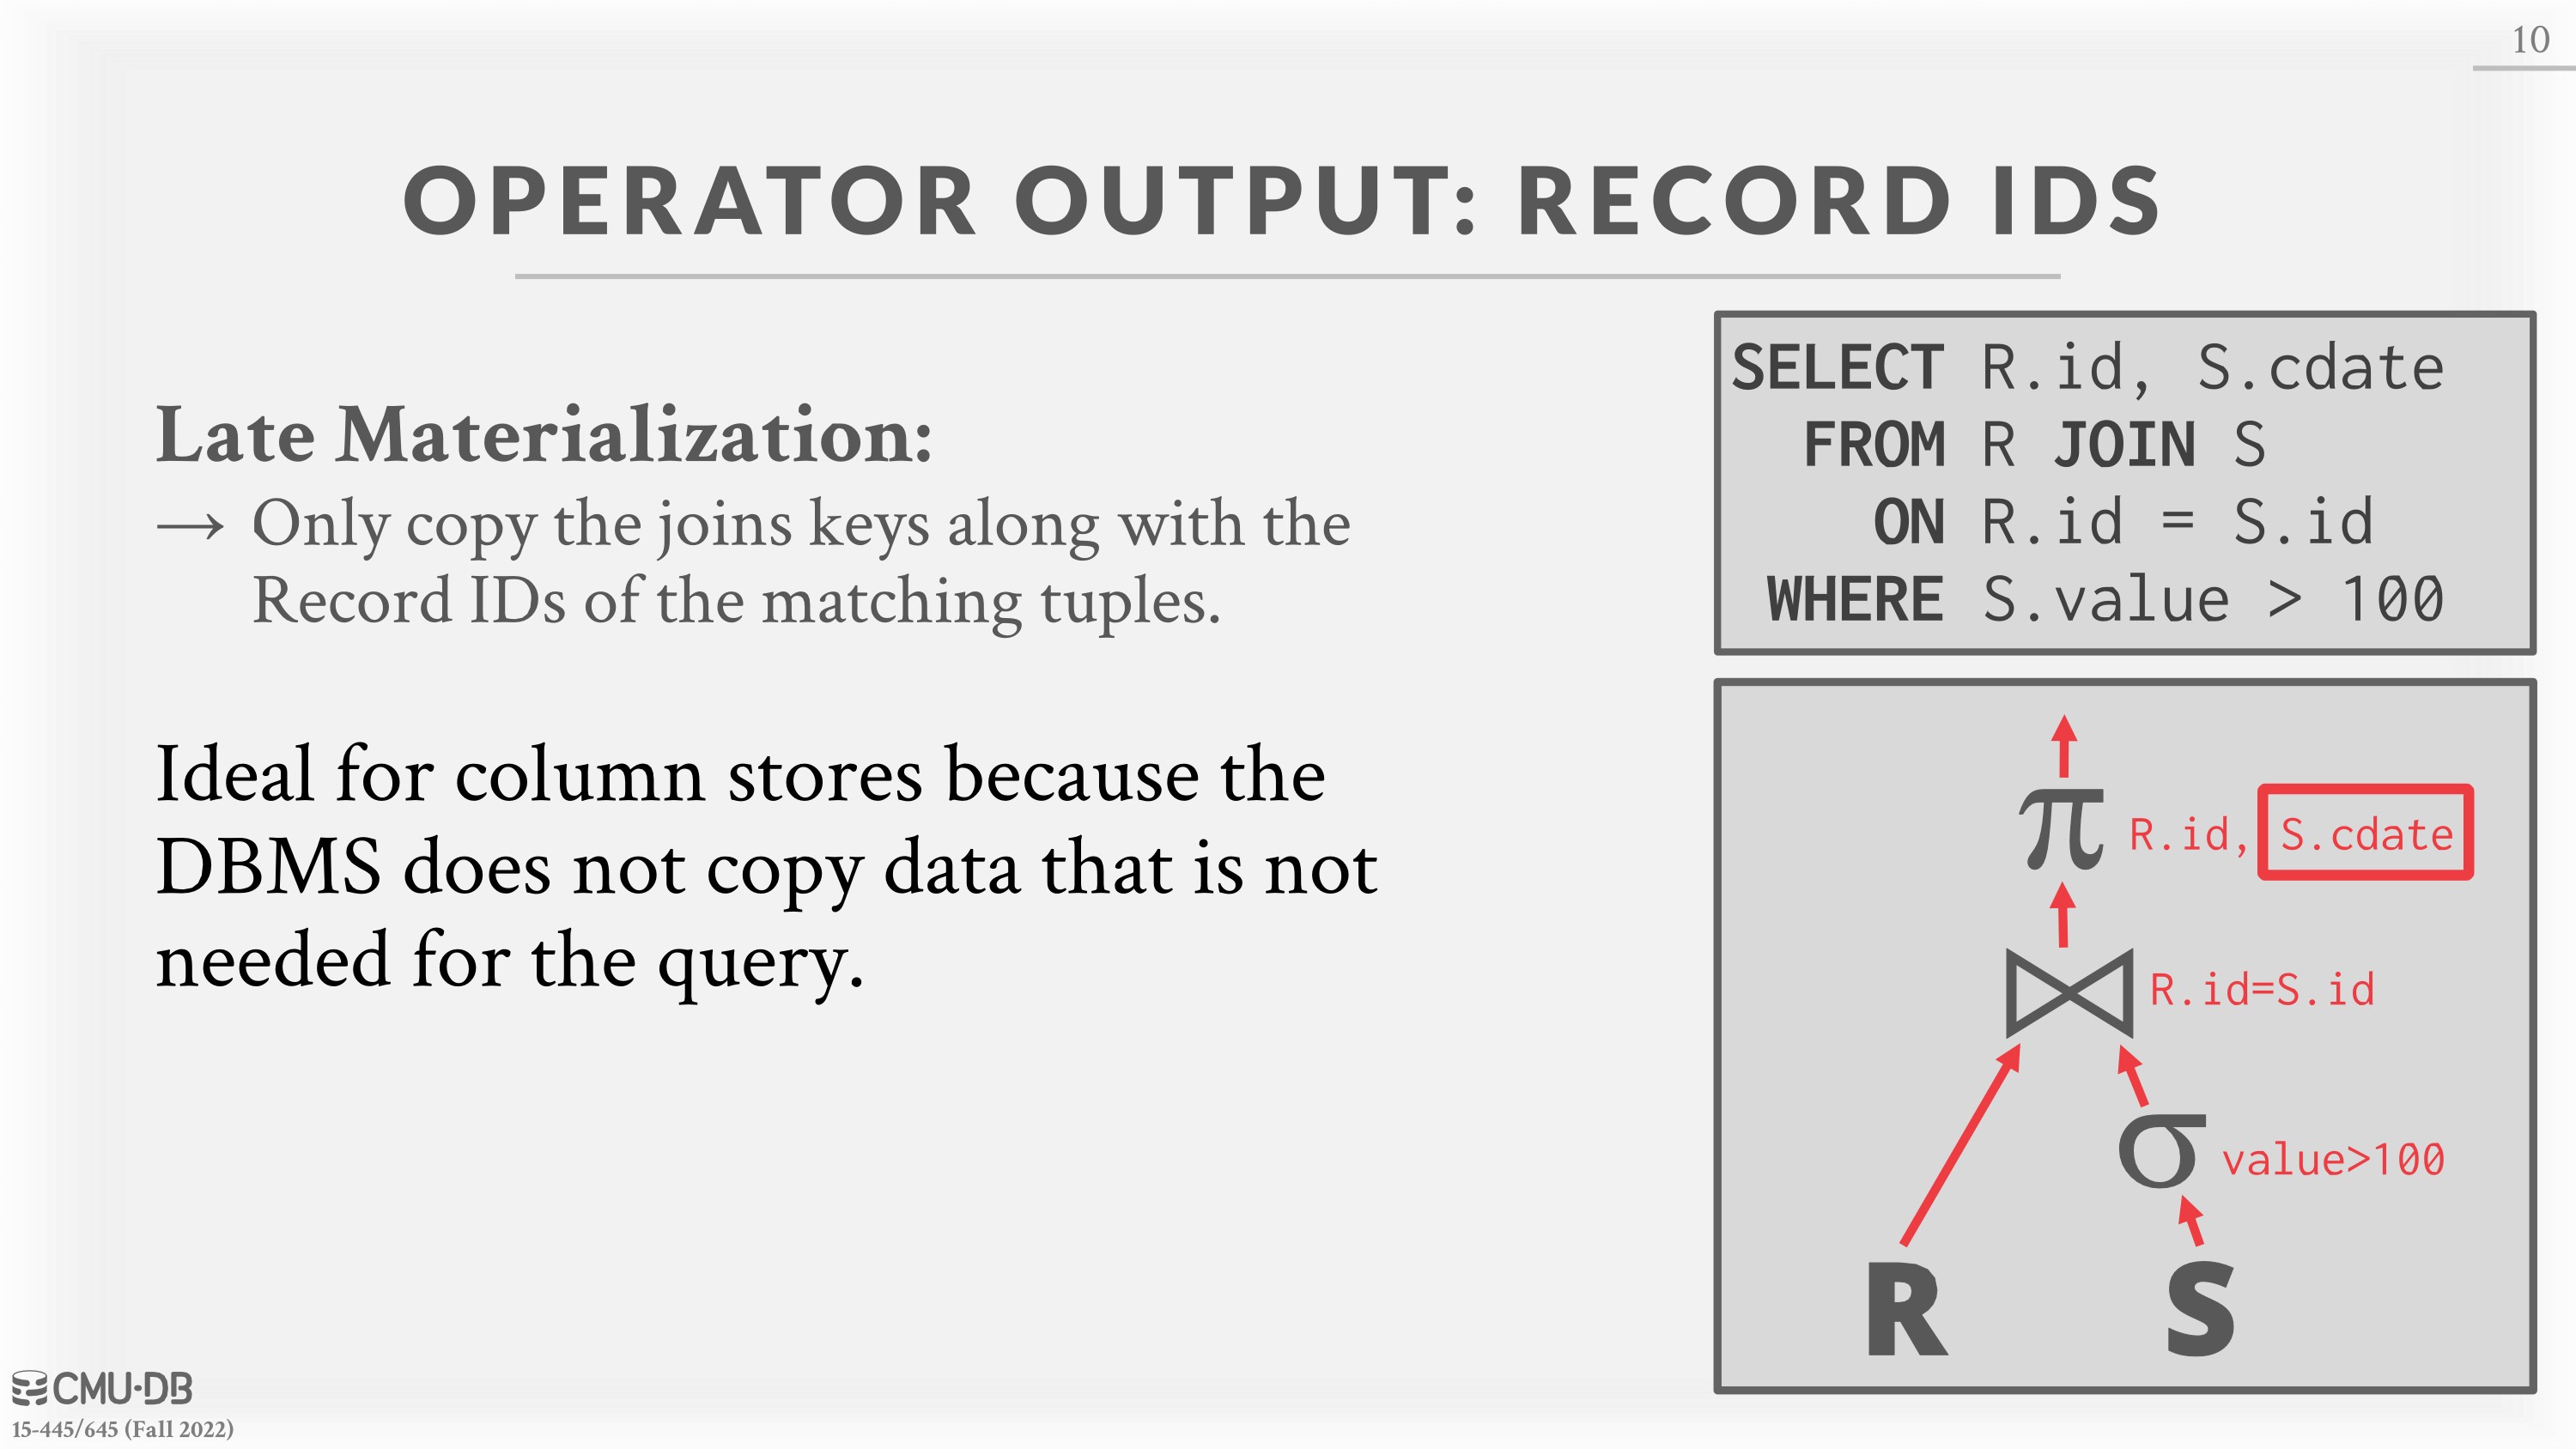 10
OPERATOR OUTPUT: RECORD IDS
Late Materialization:
→ Only copy the joins keys along with the
Record IDs of the matching tuples.
Ideal for column stores because the
DBMS does not copy data that is not
needed for the query.
SELECT R.id, S.cdate
FROM R JOIN S
ON R.id = S.id
WHERE S.value > 100
π R.id, S.cdate
⋈ R.id=S.id
σ value>100
R S
CMU·DB
15-445/645 (Fall 2022)